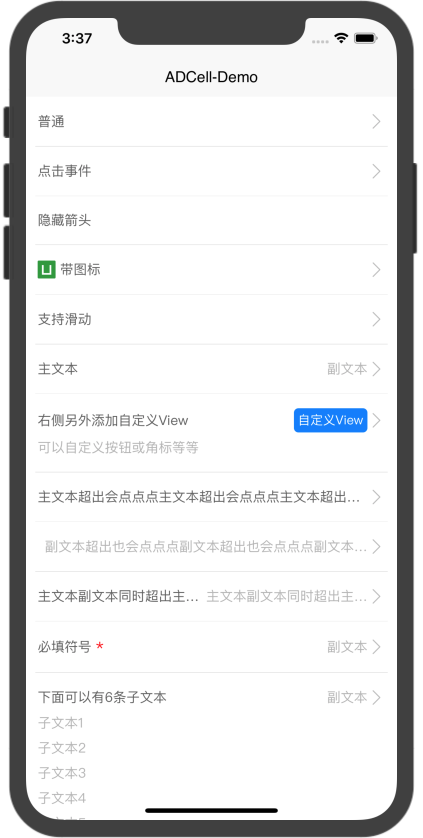 3:37
ADCell-Demo
普通
点击事件
隐藏箭头
带图标
支持滑动
主文本 副文本
右侧另外添加自定义View 自定义View
可以自定义按钮或角标等等
主文本超出会点点点主文本超出会点点点主文本超出…
副文本超出也会点点点副文本超出也会点点点副文本…
主文本副文本同时超出主… 主文本副文本同时超出主…
必填符号 * 副文本
下面可以有6条子文本 副文本
子文本1
子文本2
子文本3
子文本4